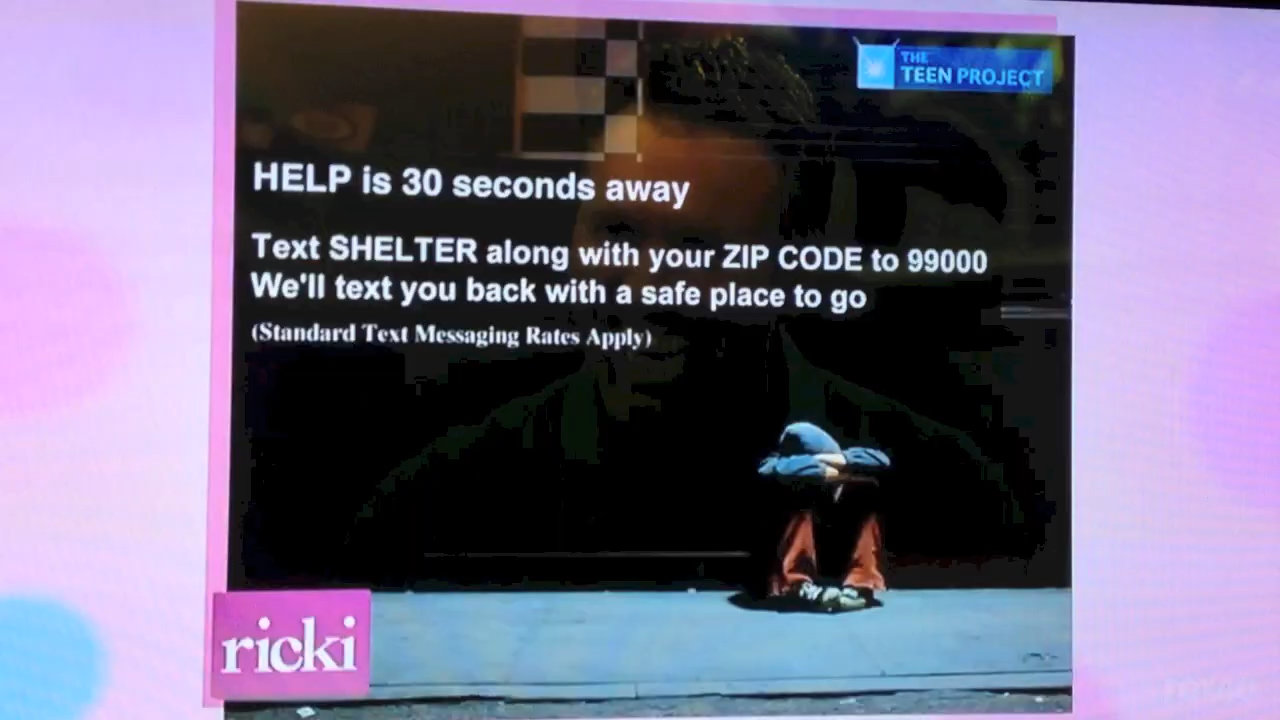 THE
TEEN PROJECT
HELP is 30 seconds away
Text SHELTER along with your ZIP CODE to 99000
We'll text you back with a safe place to go
(Standard Text Messaging Rates Apply)
ricki